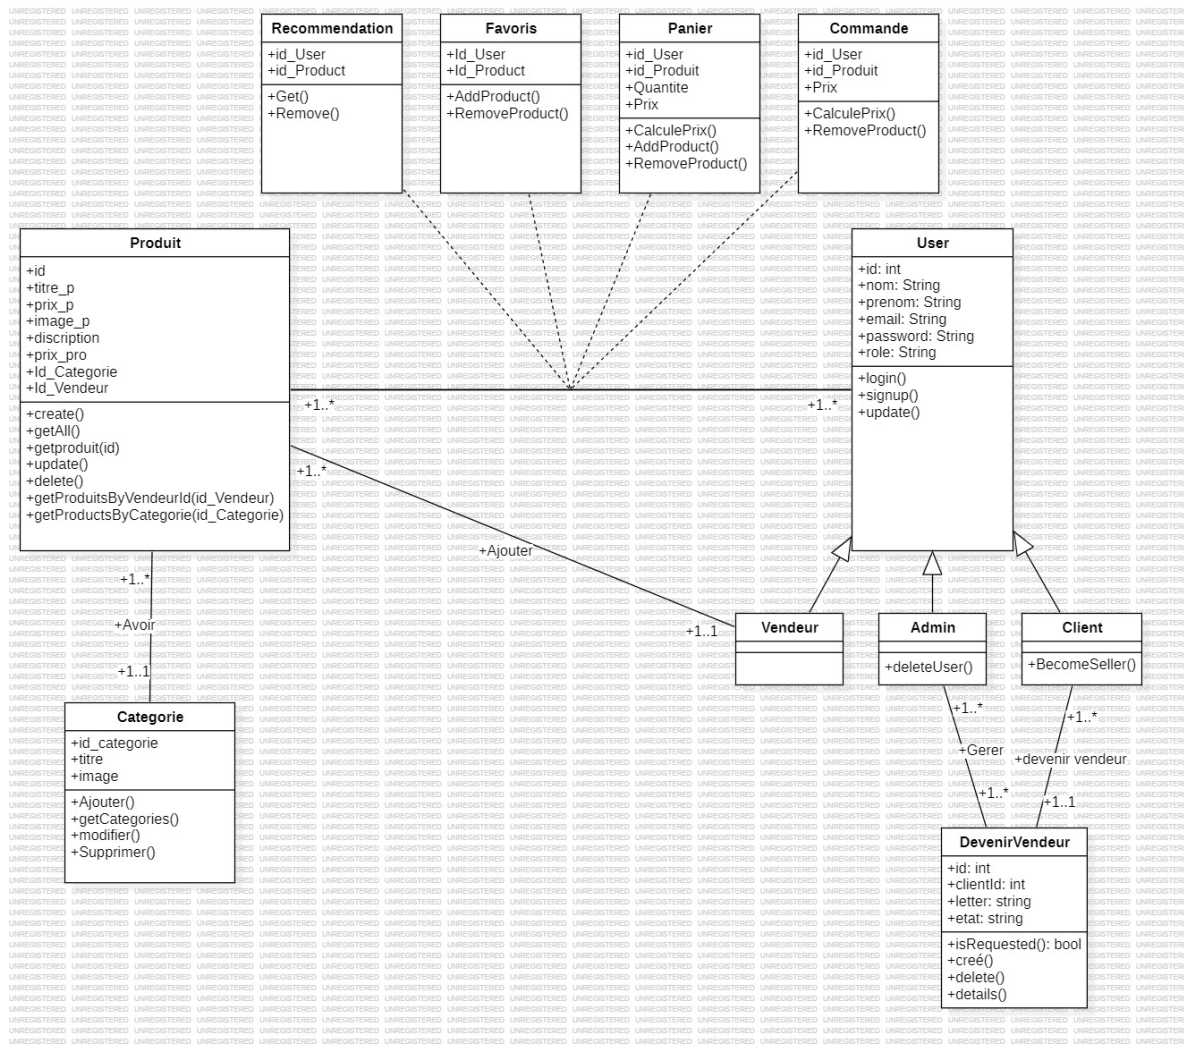 Recommendation
+id_User
+id_Product
+Get()
+Remove()
Favoris
+Id_User
+Id_Product
+AddProduct()
+RemoveProduct()
Panier
+id_User
+id_Produit
+Quantite
+Prix
+CalculePrix()
+AddProduct()
+RemoveProduct()
Commande
+id_User
+id_Produit
+Prix
+CalculePrix()
+RemoveProduct()
Produit
+id
+titre_p
+prix_p
+image_p
+discription
+prix_pro
+Id_Categorie
+Id_Vendeur
+create()
+getAll()
+getproduit(id)
+update()
+delete()
+getProduitsByVendeurId(id_Vendeur)
+getProductsByCategorie(id_Categorie)
User
+id: int
+nom: String
+prenom: String
+email: String
+password: String
+role: String
+login()
+signup()
+update()
+1..*
+1..*
+1..*
+Ajouter
+1..1
+1..*
+Avoir
+1..1
Vendeur
Admin
+deleteUser()
Client
+BecomeSeller()
+1..*
+Gerer
+1..*
+1..*
+devenir vendeur
+1..1
Categorie
+id_categorie
+titre
+image
+Ajouter()
+getCategories()
+modifier()
+Supprimer()
DevenirVendeur
+id: int
+clientId: int
+letter: string
+etat: string
+isRequested(): bool
+creé()
+delete()
+details()
UNREGISTERED